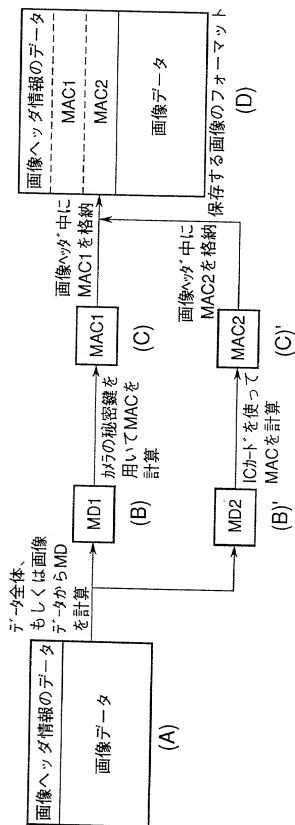 画像ヘッダ情報のデータ
画像データ
(A)
データ全体、
もしくは画像
データからMD
を計算
MD1
(B)
カメラの秘密鍵を
用いてMACを
計算
MAC1
(C)
画像ヘッダ中に
MAC1を格納
MD2
(B)'
ICカードを使って
MACを計算
MAC2
(C)'
画像ヘッダ中に
MAC2を格納
画像ヘッダ情報のデータ
MAC1
MAC2
画像データ
保存する画像のフォーマット
(D)